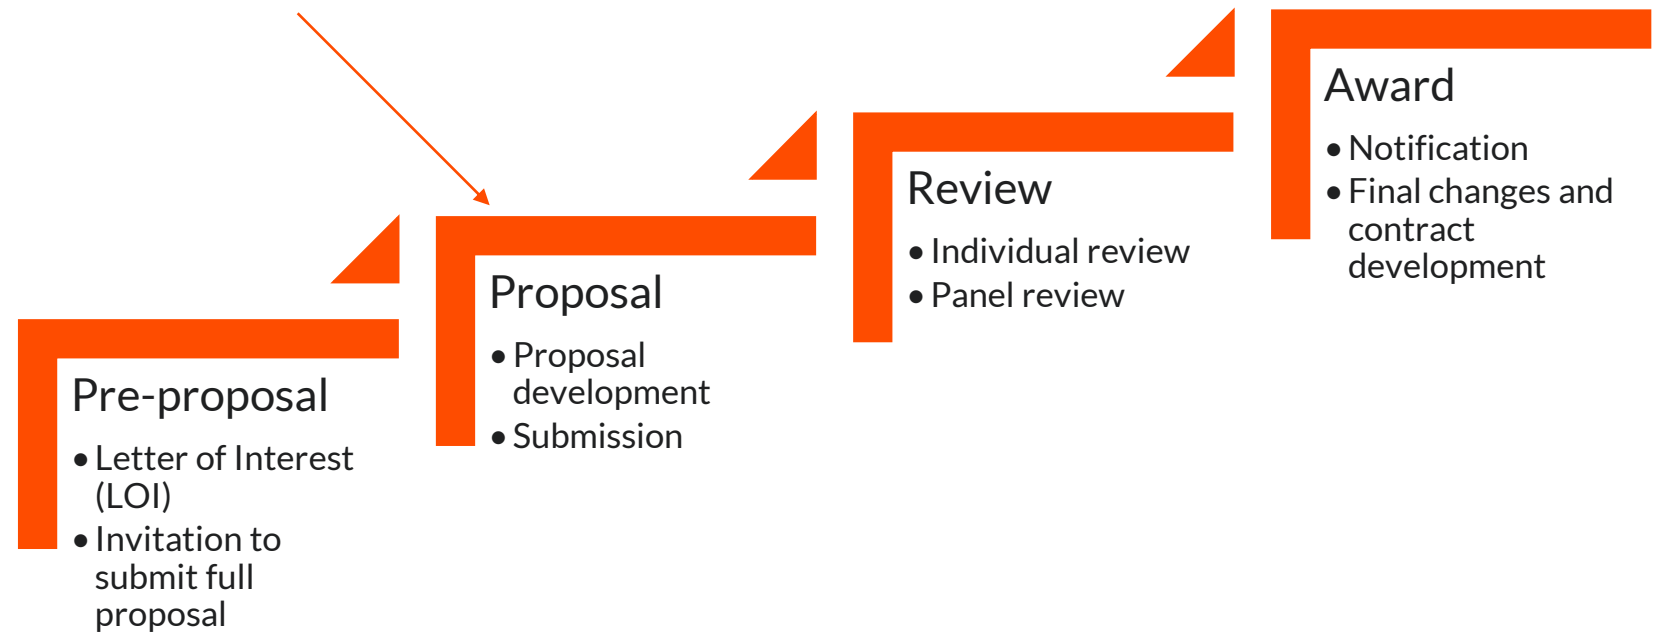 Pre-proposal
• Letter of Interest
(LOI)
• Invitation to
submit full
proposal
Proposal
• Proposal
development
• Submission
Review
• Individual review
• Panel review
Award
• Notification
• Final changes and
contract
development